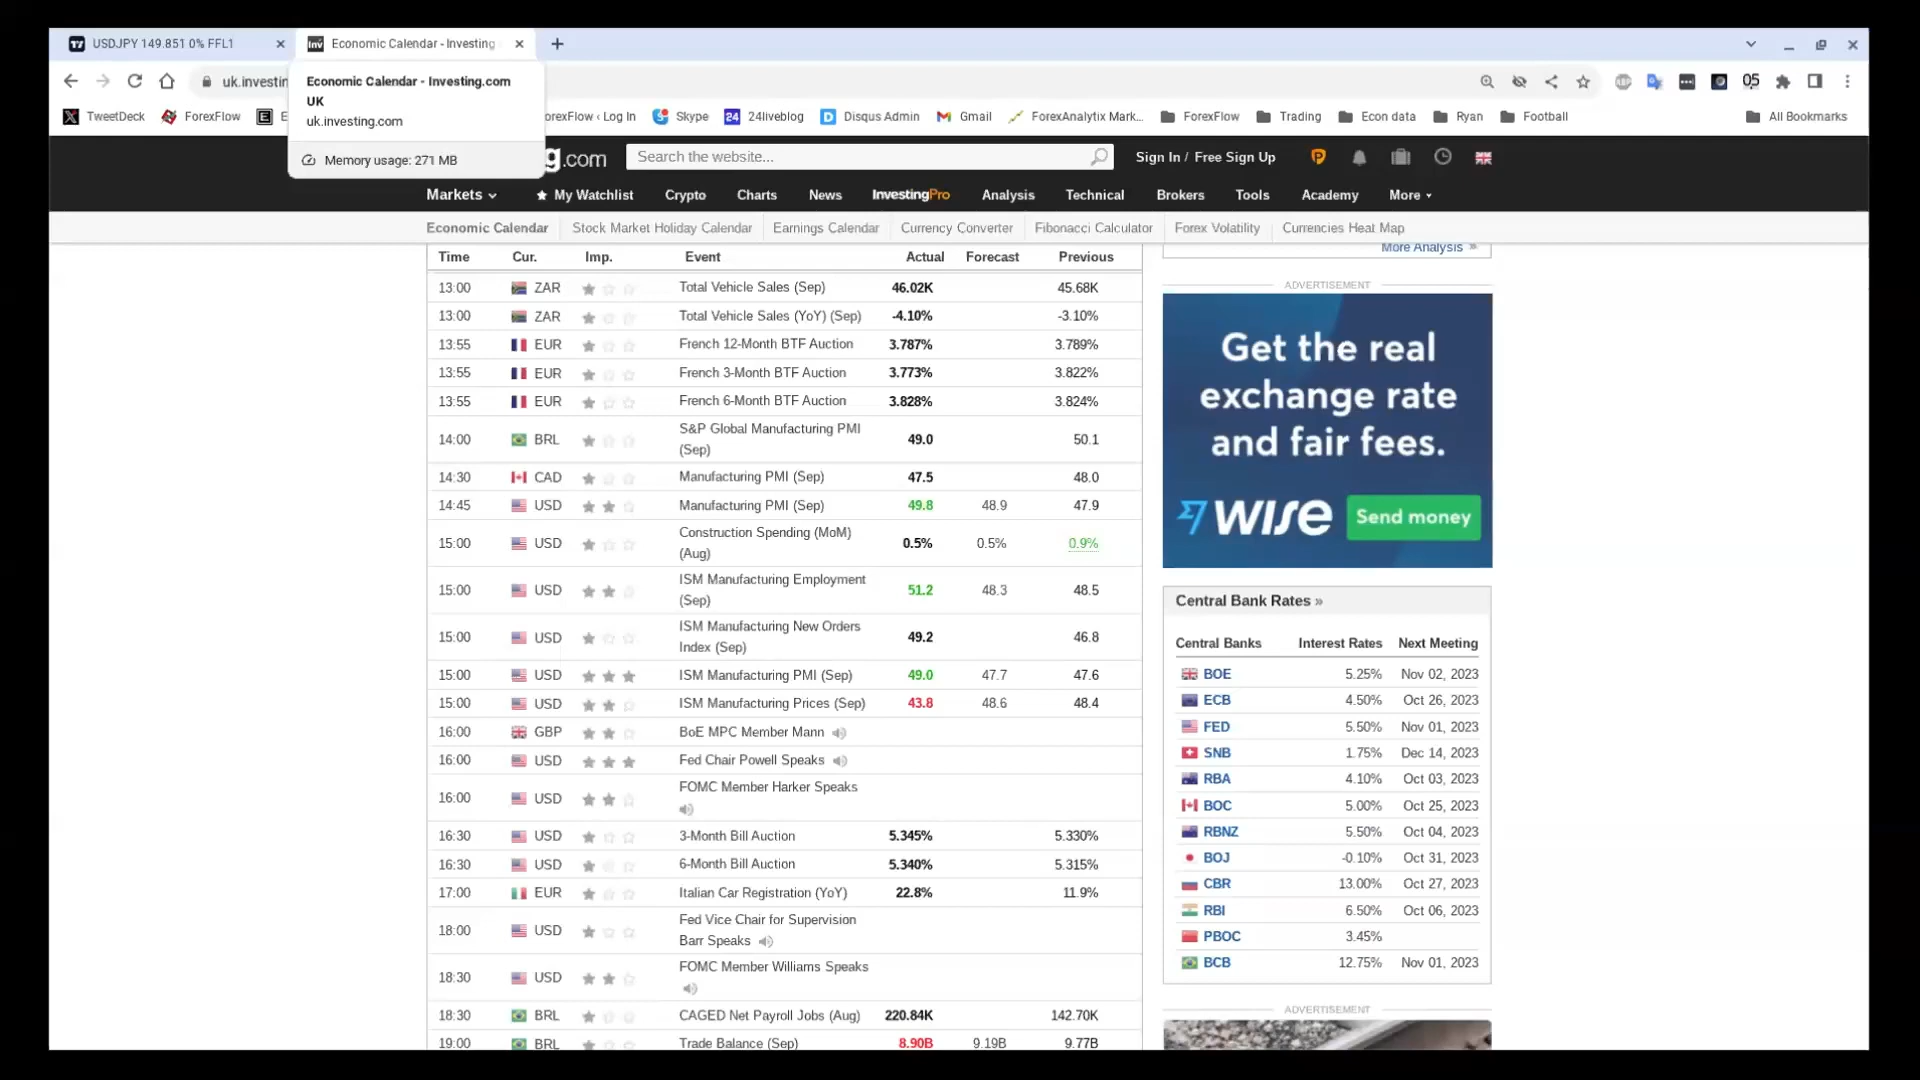 USDJPY 149.851 0% FFL1
Economic Calendar - Investing
uk.investin
Economic Calendar - Investing.com
UK
uk.investing.com
Memory usage: 271 MB
05
TweetDeck ForexFlow E orexFlow ‹ Log In Skype 24 24liveblog Disqus Admin Gmail ForexAnalytix Mark... ForexFlow Trading Econ data Ryan Football All Bookmarks
g.com Search the website... Sign In / Free Sign Up
Markets My Watchlist Crypto Charts News InvestingPro Analysis Technical Brokers Tools Academy More
Economic Calendar Stock Market Holiday Calendar Earnings Calendar Currency Converter Fibonacci Calculator Forex Volatility Currencies Heat Map
Time Cur. Imp. Event Actual Forecast Previous
13:00 ZAR Total Vehicle Sales (Sep) 46.02K 45.68K
13:00 ZAR Total Vehicle Sales (YoY) (Sep) -4.10% -3.10%
13:55 EUR French 12-Month BTF Auction 3.787% 3.789%
13:55 EUR French 3-Month BTF Auction 3.773% 3.822%
13:55 EUR French 6-Month BTF Auction 3.828% 3.824%
14:00 BRL S&P Global Manufacturing PMI
(Sep) 49.0 50.1
14:30 CAD Manufacturing PMI (Sep) 47.5 48.0
14:45 USD Manufacturing PMI (Sep) 49.8 48.9 47.9
15:00 USD Construction Spending (MoM)
(Aug) 0.5% 0.5% 0.9%
15:00 USD ISM Manufacturing Employment
(Sep) 51.2 48.3 48.5
15:00 USD ISM Manufacturing New Orders
Index (Sep) 49.2 46.8
15:00 USD ISM Manufacturing PMI (Sep) 49.0 47.7 47.6
15:00 USD ISM Manufacturing Prices (Sep) 43.8 48.6 48.4
16:00 GBP BoE MPC Member Mann
16:00 USD Fed Chair Powell Speaks
16:00 USD FOMC Member Harker Speaks
16:30 USD 3-Month Bill Auction 5.345% 5.330%
16:30 USD 6-Month Bill Auction 5.340% 5.315%
17:00 EUR Italian Car Registration (YoY) 22.8% 11.9%
18:00 USD Fed Vice Chair for Supervision
Barr Speaks
18:30 USD FOMC Member Williams Speaks
18:30 BRL CAGED Net Payroll Jobs (Aug) 220.84K 142.70K
19:00 BRL Trade Balance (Sep) 8.90B 9.19B 9.77B
More Analysis »
ADVERTISEMENT
Get the real
exchange rate
and fair fees.
WISE Send money
Central Bank Rates »
Central Banks Interest Rates Next Meeting
BOE 5.25% Nov 02, 2023
ECB 4.50% Oct 26, 2023
FED 5.50% Nov 01, 2023
SNB 1.75% Dec 14, 2023
RBA 4.10% Oct 03, 2023
BOC 5.00% Oct 25, 2023
RBNZ 5.50% Oct 04, 2023
BOJ -0.10% Oct 31, 2023
CBR 13.00% Oct 27, 2023
RBI 6.50% Oct 06, 2023
PBOC 3.45%
BCB 12.75% Nov 01, 2023
ADVERTISEMENT